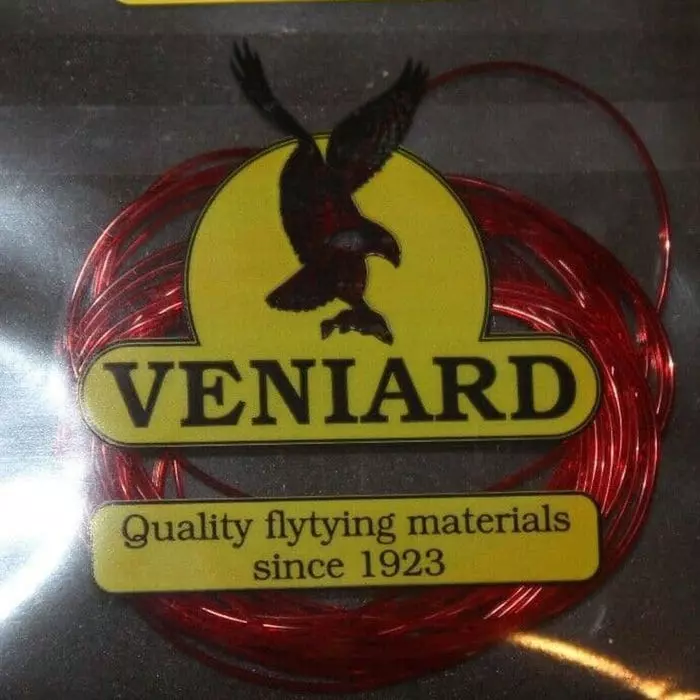 VENIARD
Quality flytying materials
since 1923